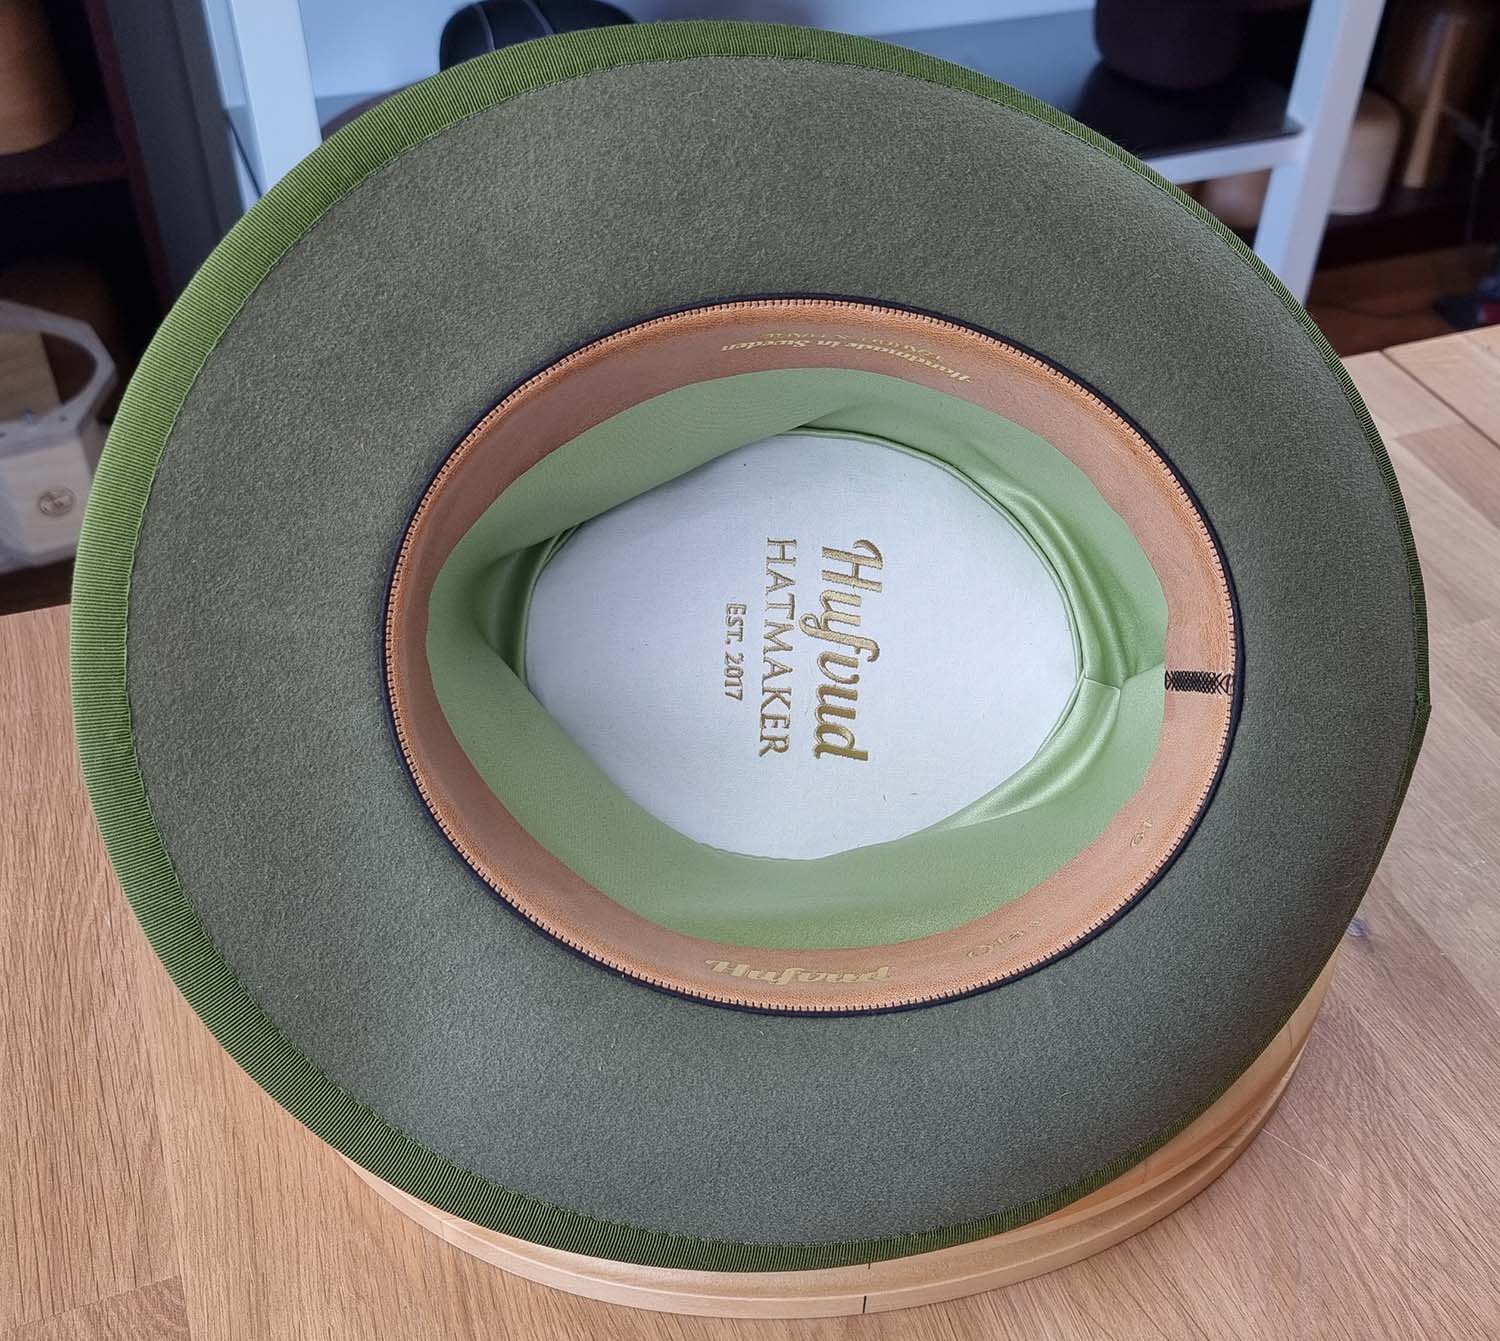 Hufvud
HATMAKER
EST. 2017
Handmade in Sweden
Hufvud